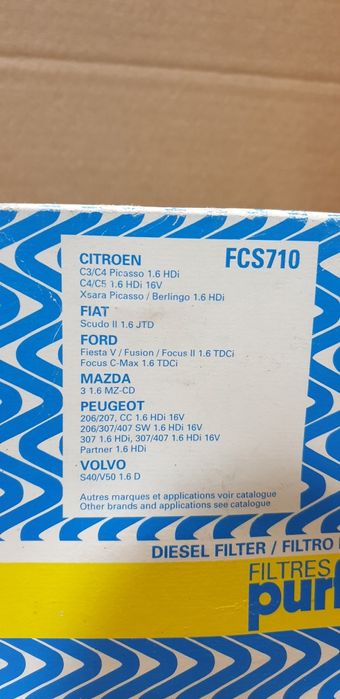 CITROEN FCS710
C3/C4 Picasso 1.6 HDi
C4/C5 1.6 HDi 16V
Xsara Picasso / Berlingo 1.6 HDi
FIAT
Scudo II 1.6 JTD
FORD
Fiesta V / Fusion / Focus II 1.6 TDCi
Focus C-Max 1.6 TDCi
MAZDA
3 1.6 MZ-CD
PEUGEOT
206/207, CC 1.6 HDi 16V
206/307/407 SW 1.6 HDi 16V
307 1.6 HDi, 307/407 1.6 HDi 16V
Partner 1.6 HDi
VOLVO
S40/V50 1.6 D
Autres marques et applications voir catalogue
Other brands and applications see catalogue
DIESEL FILTER / FILTRO
FILTRES
purf